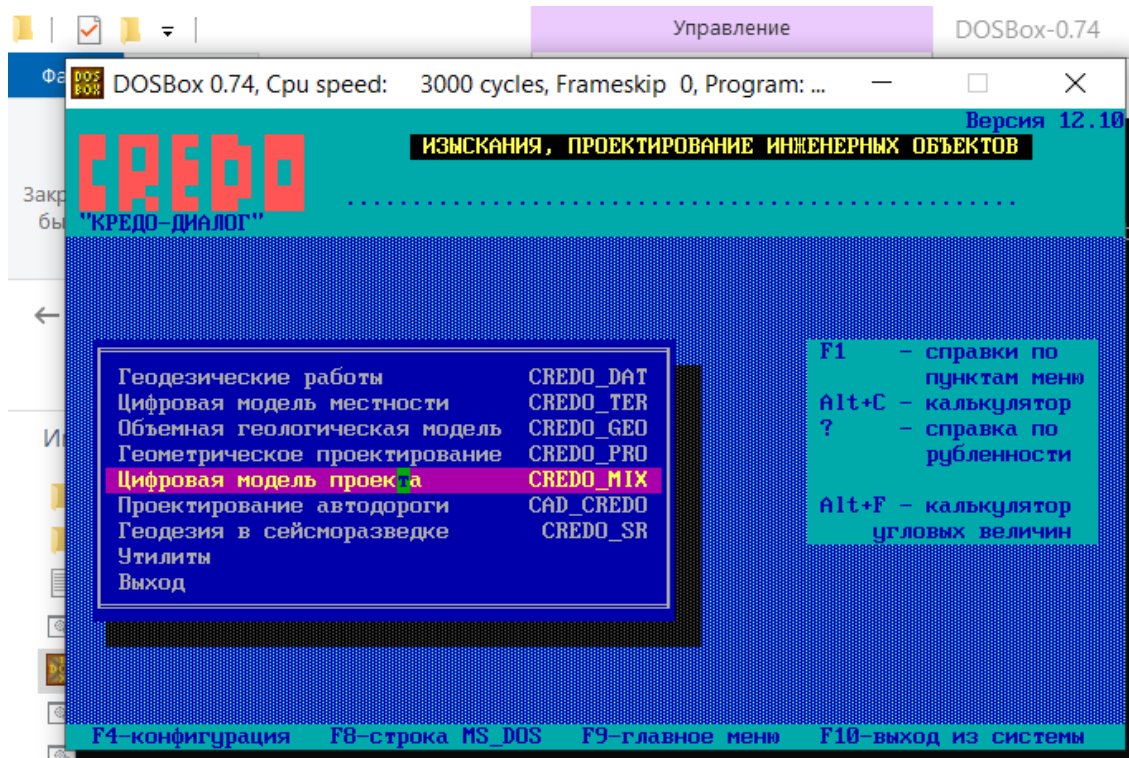 Управление
DOSBox-0.74
Фа
DOSBox 0.74, Cpu speed: 3000 cycles, Frameskip 0, Program: ...
Версия 12.10
CREDO
ИЗЫСКАНИЯ, ПРОЕКТИРОВАНИЕ ИНЖЕНЕРНЫХ ОБЪЕКТОВ
"КРЕДО-ДИАЛОГ"
Закр
бы
Геодезические работы CREDO_DAT
Цифровая модель местности CREDO_TER
Объемная геологическая модель CREDO_GEO
Геометрическое проектирование CREDO_PRO
Цифровая модель проекта CREDO_MIX
Проектирование автодороги CAD_CREDO
Геодезия в сейсморазведке CREDO_SR
Утилиты
Выход
F1 - справки по
пунктам меню
Alt+C - калькулятор
? - справка по
рубленности
Alt+F - калькулятор
угловых величин
F4-конфигурация F8-строка MS_DOS F9-главное меню F10-выход из системы